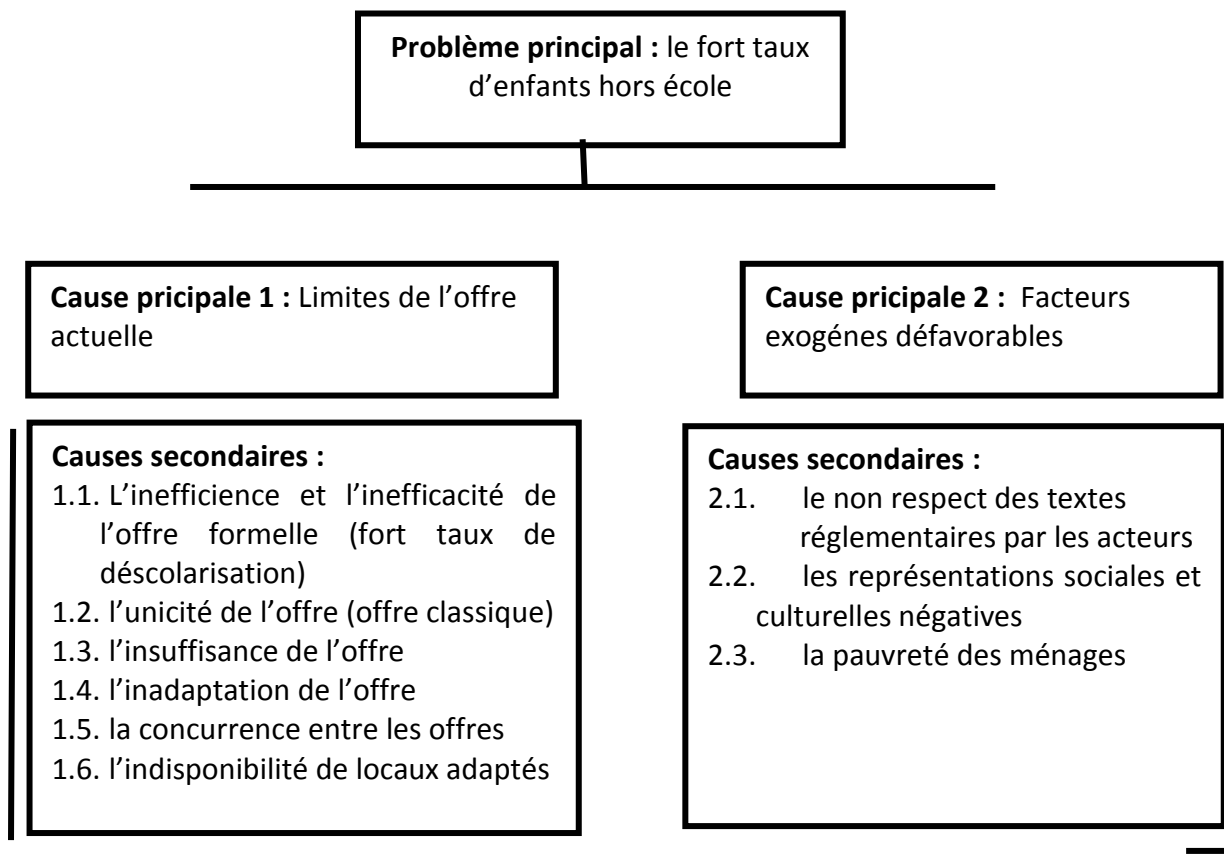 Problème principal : le fort taux
d’enfants hors école
Cause pricipale 1 : Limites de l’offre
actuelle
Cause pricipale 2 : Facteurs
exogénes défavorables
Causes secondaires :
1.1. L’inefficience et l’inefficacité de
l’offre formelle (fort taux de
déscolarisation)
1.2. l’unicité de l’offre (offre classique)
1.3. l’insuffisance de l’offre
1.4. l’inadaptation de l’offre
1.5. la concurrence entre les offres
1.6. l’indisponibilité de locaux adaptés
Causes secondaires :
2.1. le non respect des textes
réglementaires par les acteurs
2.2. les représentations sociales et
culturelles négatives
2.3. la pauvreté des ménages